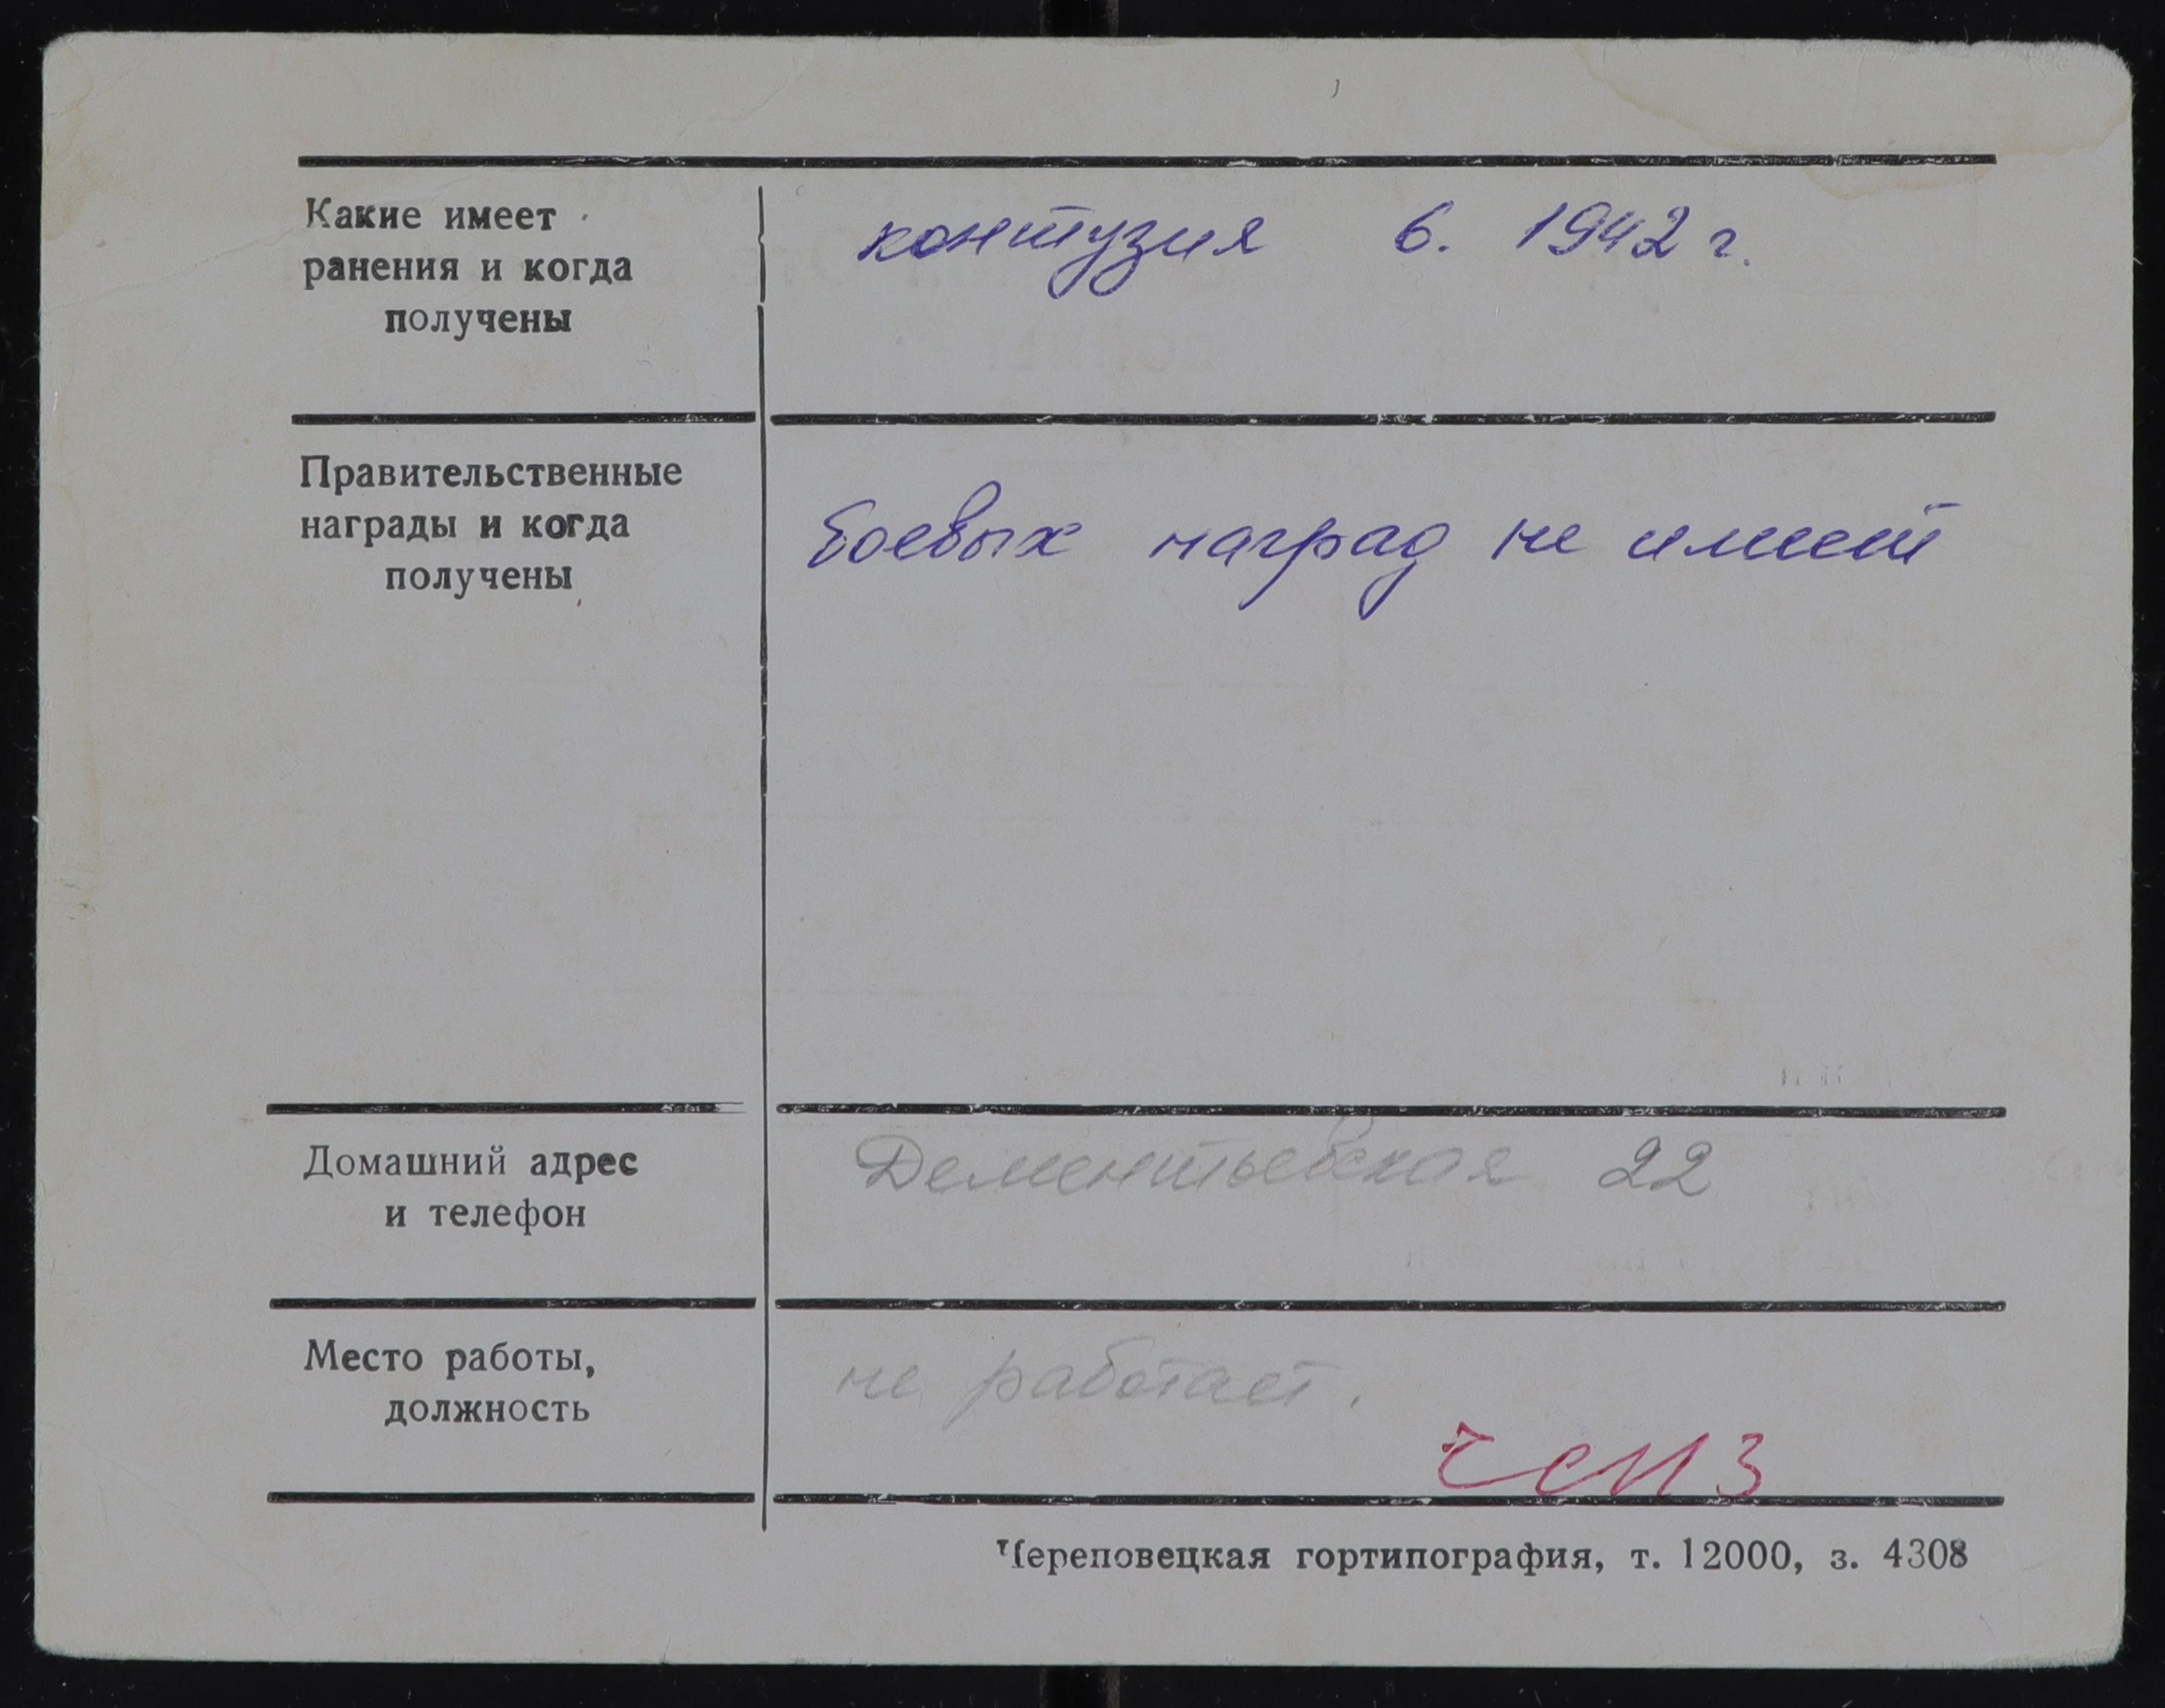 Какие имеет
ранения и когда
получены
контузия 6. 1942 г.
Правительственные
награды и когда
получены
боевых наград не имеет
Домашний адрес
и телефон
Дементьевская 22
Место работы,
должность
не работает.
Череповецкая гортипография, т. 12000, з. 4308